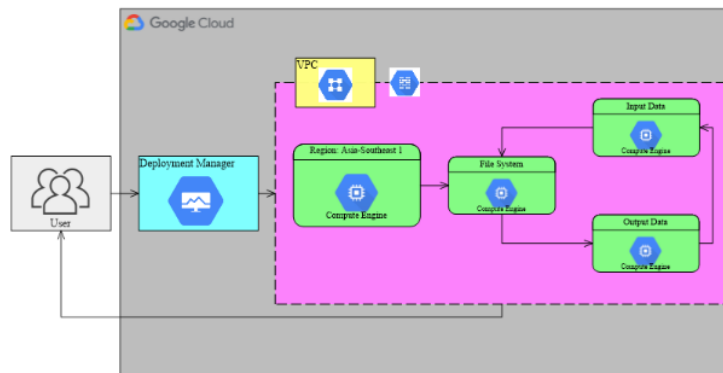 Google Cloud
VPC
Input Data
Compute Engine
Region: Asia-Southeast 1
Compute Engine
Deployment Manager
File System
Compute Engine
User
Output Data
Compute Engine